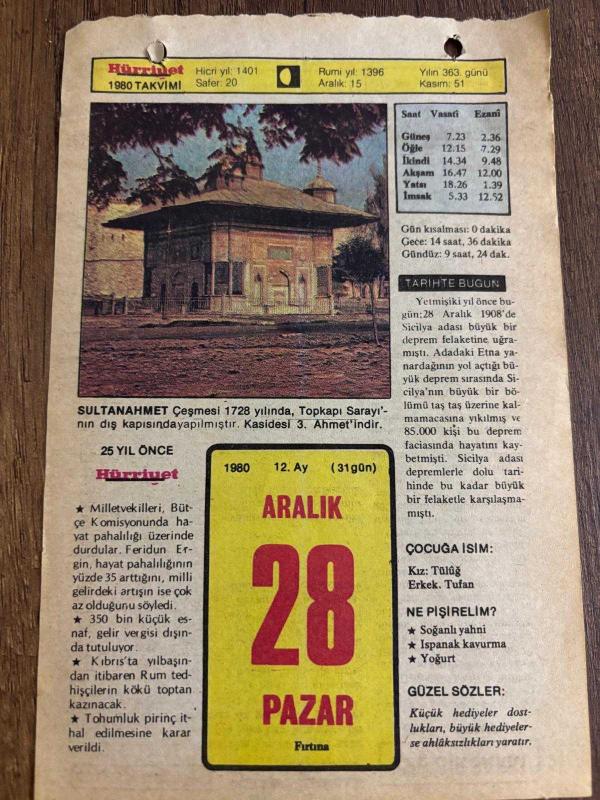 Hürriyet
1980 TAKVİMİ
Hicri yıl: 1401
Safer: 20
Rumi yıl: 1396
Aralık: 15
Yılın 363. günü
Kasım: 51
Saat Vasatî Ezanî
Güneş 7.23 2.36
Öğle 12.15 7.29
İkindi 14.34 9.48
Akşam 16.47 12.00
Yatsı 18.26 1.39
İmsak 5.33 12.52
Gün kısalması: 0 dakika
Gece: 14 saat, 36 dakika
Gündüz: 9 saat, 24 dak.
SULTANAHMET Çeşmesi 1728 yılında, Topkapı Sarayı'-
nın dış kapısında yapılmıştır. Kasidesi 3. Ahmet'indir.
TARİHTE BUGÜN
Yetmişiki yıl önce bu-
gün;28 Aralık 1908'de
Sicilya adası büyük bir
deprem felaketine uğra-
mıştı. Adadaki Etna ya-
nardağının yol açtığı bü-
yük deprem sırasında Si-
cilya'nın büyük bir bö-
lümü taş taş üzerine kal-
mamacasına yıkılmış ve
85.000 kişi bu deprem
faciasında hayatını kay-
betmişti. Sicilya adası
depremlerle dolu tari-
hinde bu kadar büyük
bir felaketle karşılaşma-
mıştı.
25 YIL ÖNCE
Hürriyet
★ Milletvekilleri, Büt-
çe Komisyonunda ha-
yat pahalılığı üzerinde
durdular. Feridun Er-
gin, hayat pahalılığının
yüzde 35 arttığını, milli
gelirdeki artışın ise çok
az olduğunu söyledi.
★ 350 bin küçük es-
naf, gelir vergisi dışın-
da tutuluyor.
★ Kıbrıs'ta yılbaşın-
dan itibaren Rum ted-
hişçilerin kökü toptan
kazınacak.
★ Tohumluk pirinç it-
hal edilmesine karar
verildi.
1980 12. Ay (31 gün)
ARALIK
28
PAZAR
Fırtına
ÇOCUĞA İSİM:
Kız: Tülûğ
Erkek. Tufan
NE PİŞİRELİM?
★ Soğanlı yahni
★ Ispanak kavurma
★ Yoğurt
GÜZEL SÖZLER:
Küçük hediyeler dost-
lukları, büyük hediyeler-
se ahlâksızlıkları yaratır.